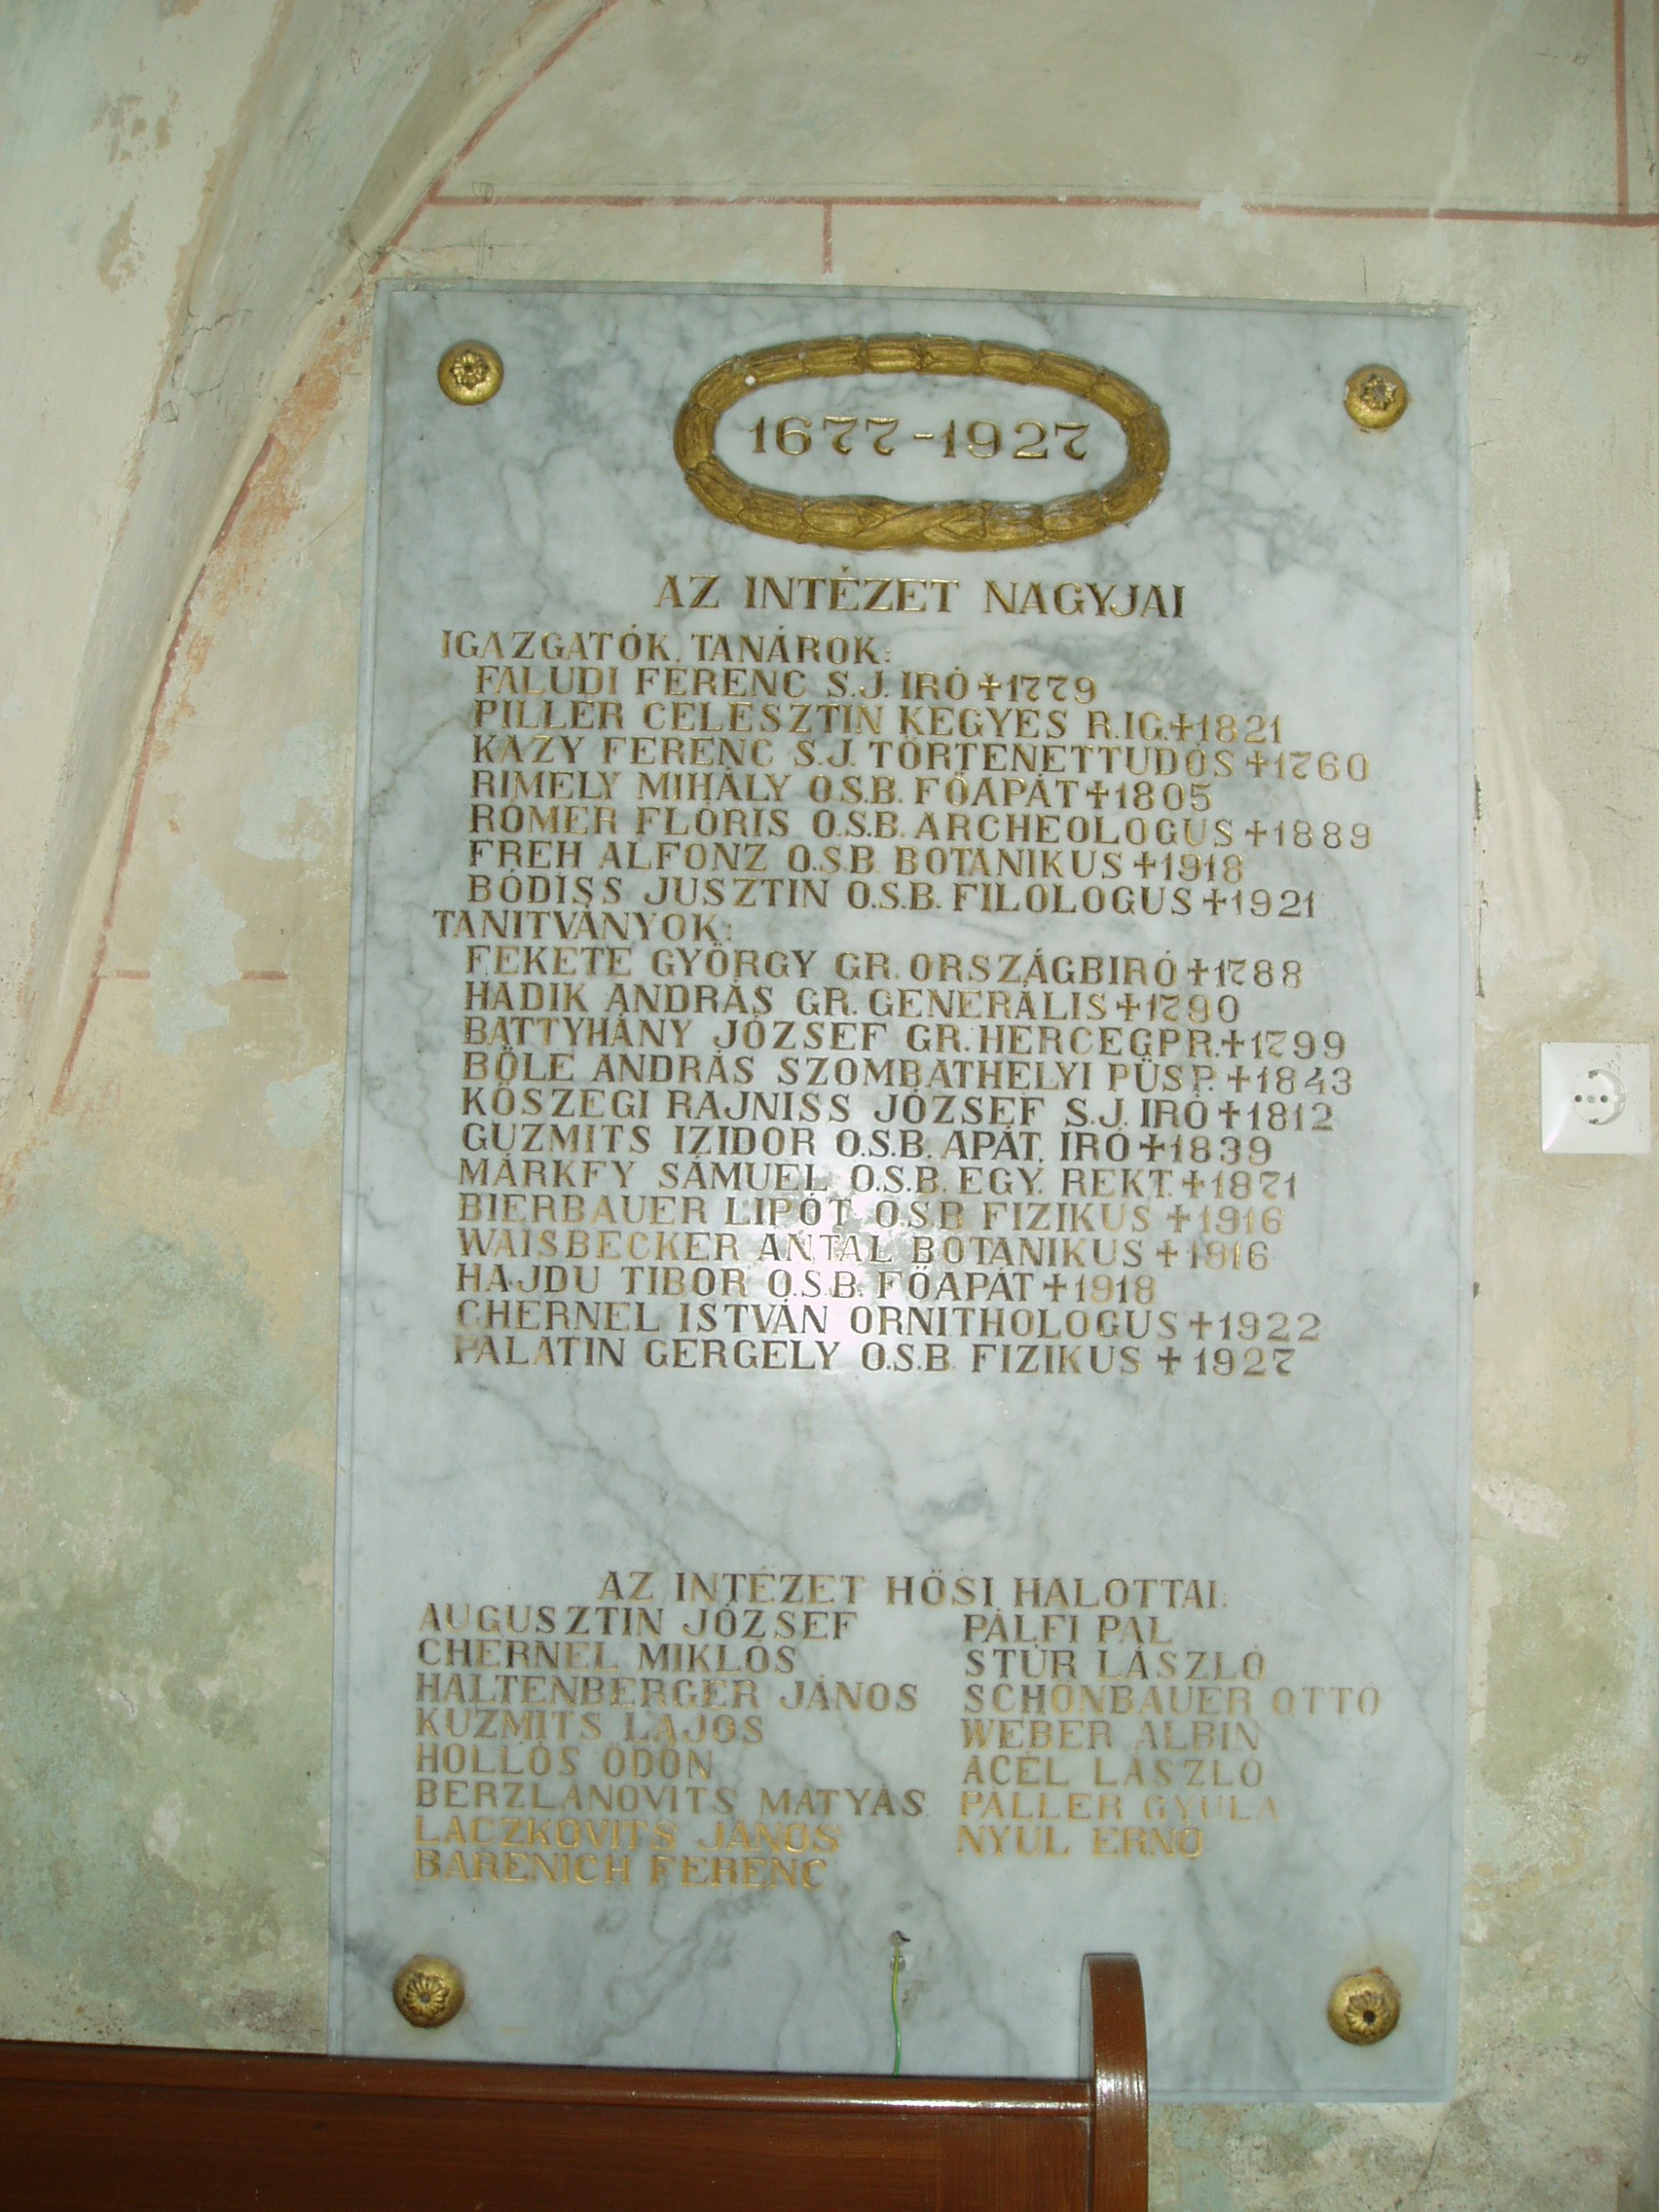 1677-1927
AZ INTÉZET NAGYJAI
IGAZGATÓK, TANÁROK:
FALUDI FERENC S.J. IRÓ ✝1779
PILLER CELESZTIN KEGYES R.IG.✝1821
KAZY FERENC S.J. TÖRTENETTUDÓS ✝1760
RIMELY MIHÁLY O.S.B. FŐAPÁT ✝1805
RÓMER FLÓRIS O.S.B. ARCHEOLOGUS ✝1889
FREH ALFONZ O.S.B. BOTANIKUS ✝1918
BÓDISS JUSZTIN O.S.B. FILOLOGUS ✝1921
TANITVÁNYOK:
FEKETE GYÖRGY GR. ORSZÁGBIRÓ ✝1788
HADIK ANDRÁS GR. GENERÁLIS ✝1790
BATTYHÁNY JÓZSEF GR. HERCEGPR. ✝1799
BÖLE ANDRÁS SZOMBATHELYI PÜSP. ✝1843
KŐSZEGI RAJNISS JÓZSEF S.J. IRÓ ✝1812
GUZMITS IZIDOR O.S.B. APÁT, IRÓ ✝1839
MÁRKFY SÁMUEL O.S.B. EGY. REKT. ✝1871
BIERBAUER LIPÓT O.S.B. FIZIKUS ✝1916
WAISBECKER ANTAL BOTANIKUS ✝1916
HAJDU TIBOR O.S.B. FŐAPÁT ✝1918
CHERNEL ISTVÁN ORNITHOLOGUS ✝1922
PALATIN GERGELY O.S.B. FIZIKUS ✝1927
AZ INTÉZET HŐSI HALOTTAI:
AUGUSZTIN JÓZSEF
CHERNEL MIKLÓS
HALTENBERGER JÁNOS
KUZMITS LAJOS
HOLLÓS ÖDÖN
BERZLÁNOVITS MÁTYÁS
LACZKOVITS JÁNOS
BARENICH FERENC
PÁLFI PÁL
STÚR LÁSZLÓ
SCHÖNBAUER OTTÓ
WEBER ALBIN
ACÉL LÁSZLÓ
PALLER GYULA
NYUL ERNŐ